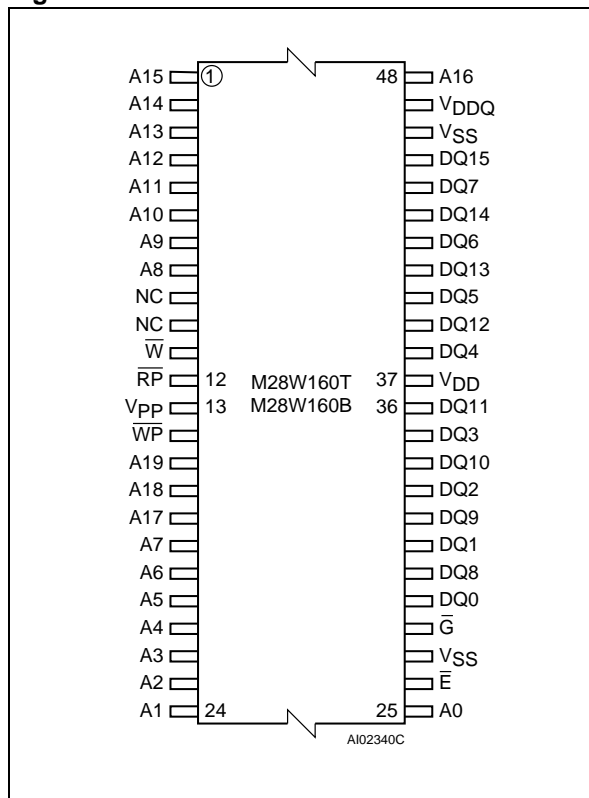 A15 1 48 A16
A14 VDDQ
A13 VSS
A12 DQ15
A11 DQ7
A10 DQ14
A9 DQ6
A8 DQ13
NC DQ5
NC DQ12
W̅ DQ4
R̅P̅ 12 M28W160T 37 VDD
VPP 13 M28W160B 36 DQ11
W̅P̅ DQ3
A19 DQ10
A18 DQ2
A17 DQ9
A7 DQ1
A6 DQ8
A5 DQ0
A4 G̅
A3 VSS
A2 E̅
A1 24 25 A0
AI02340C